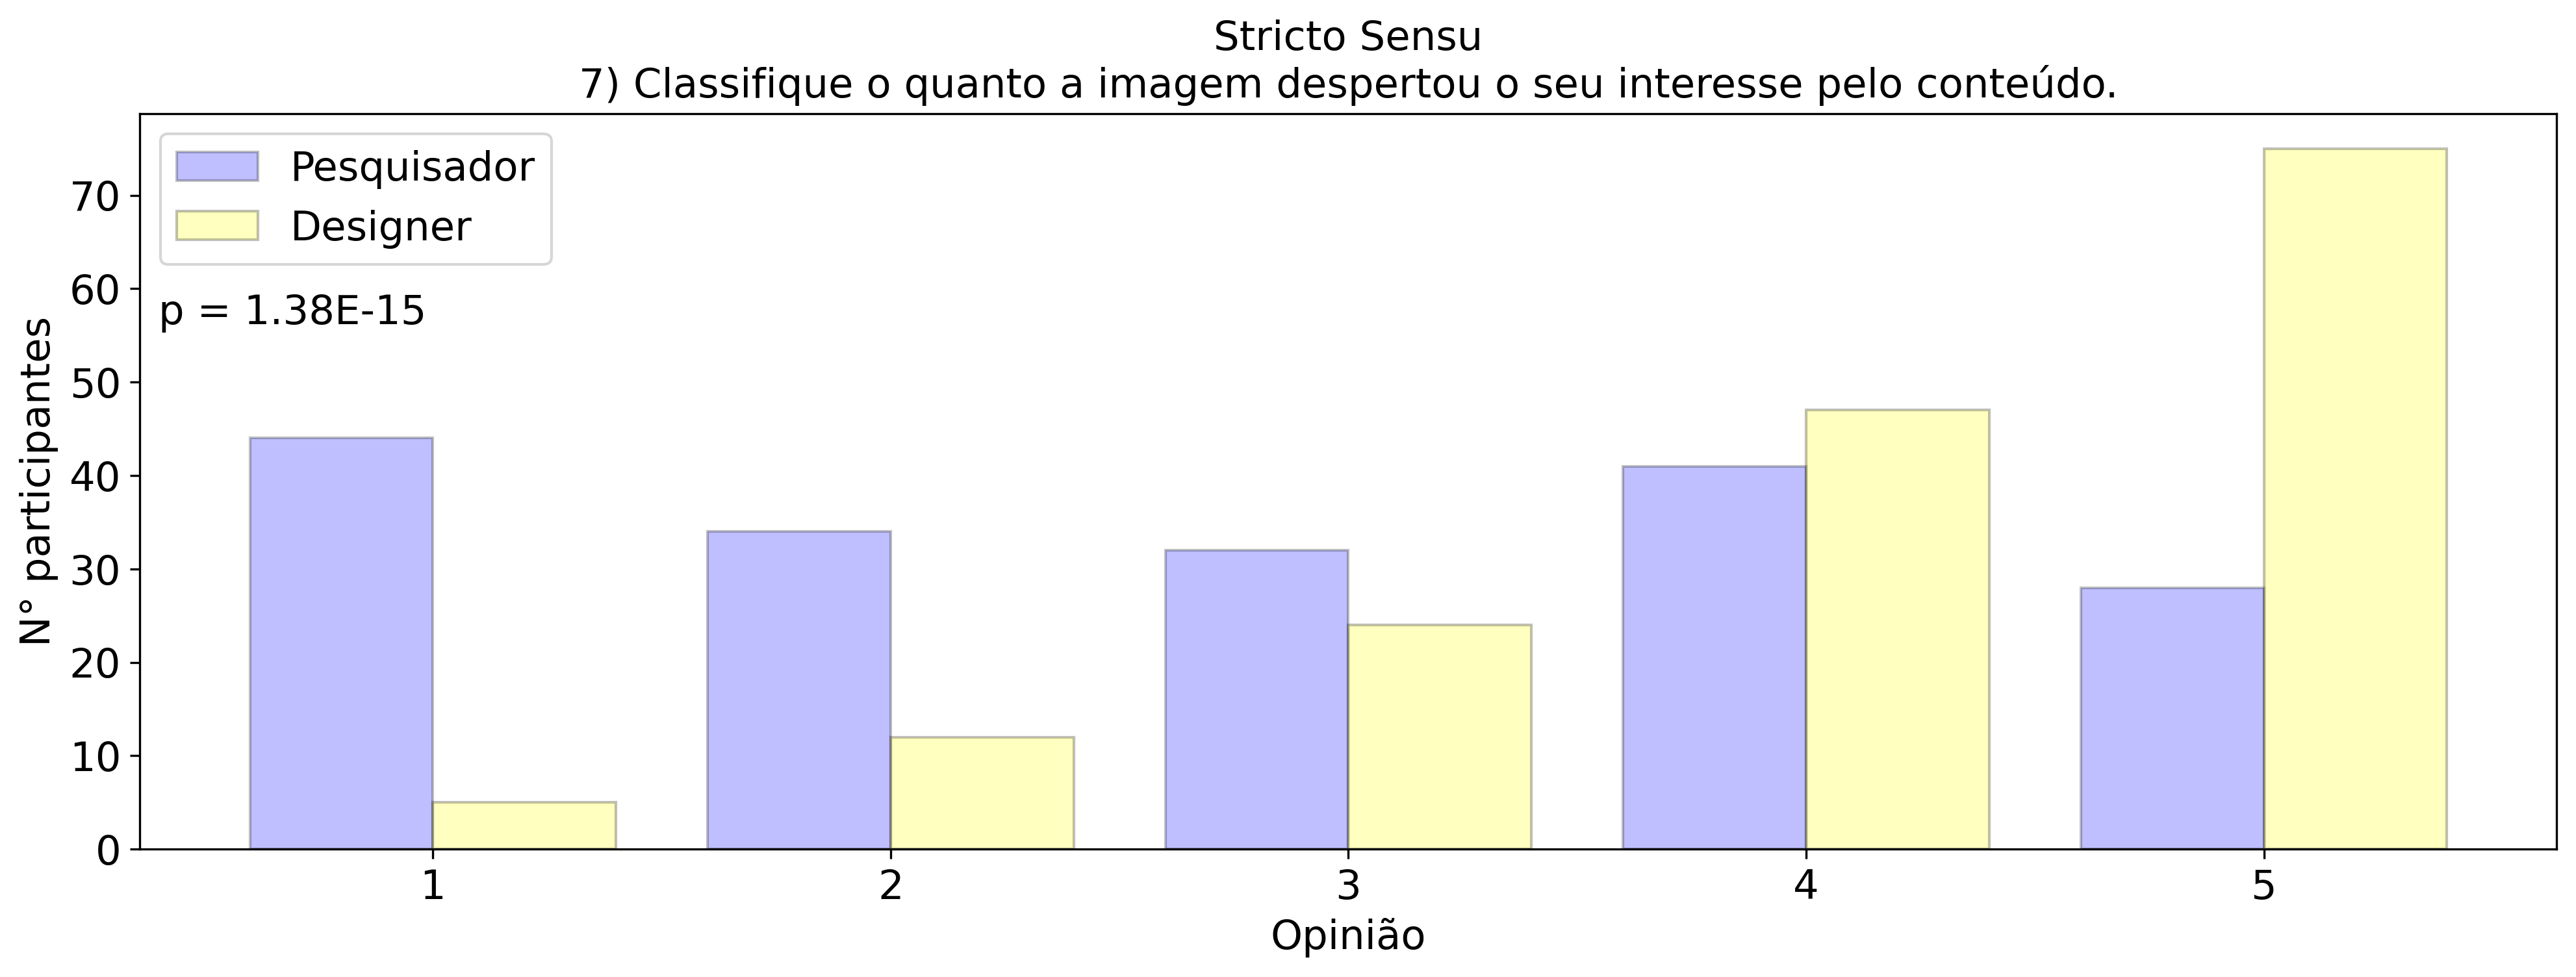 Stricto Sensu
7) Classifique o quanto a imagem despertou o seu interesse pelo conteúdo.
Pesquisador
Designer
p = 1.38E-15
N° participantes
70
60
50
40
30
20
10
0
1 2 3 4 5
Opinião